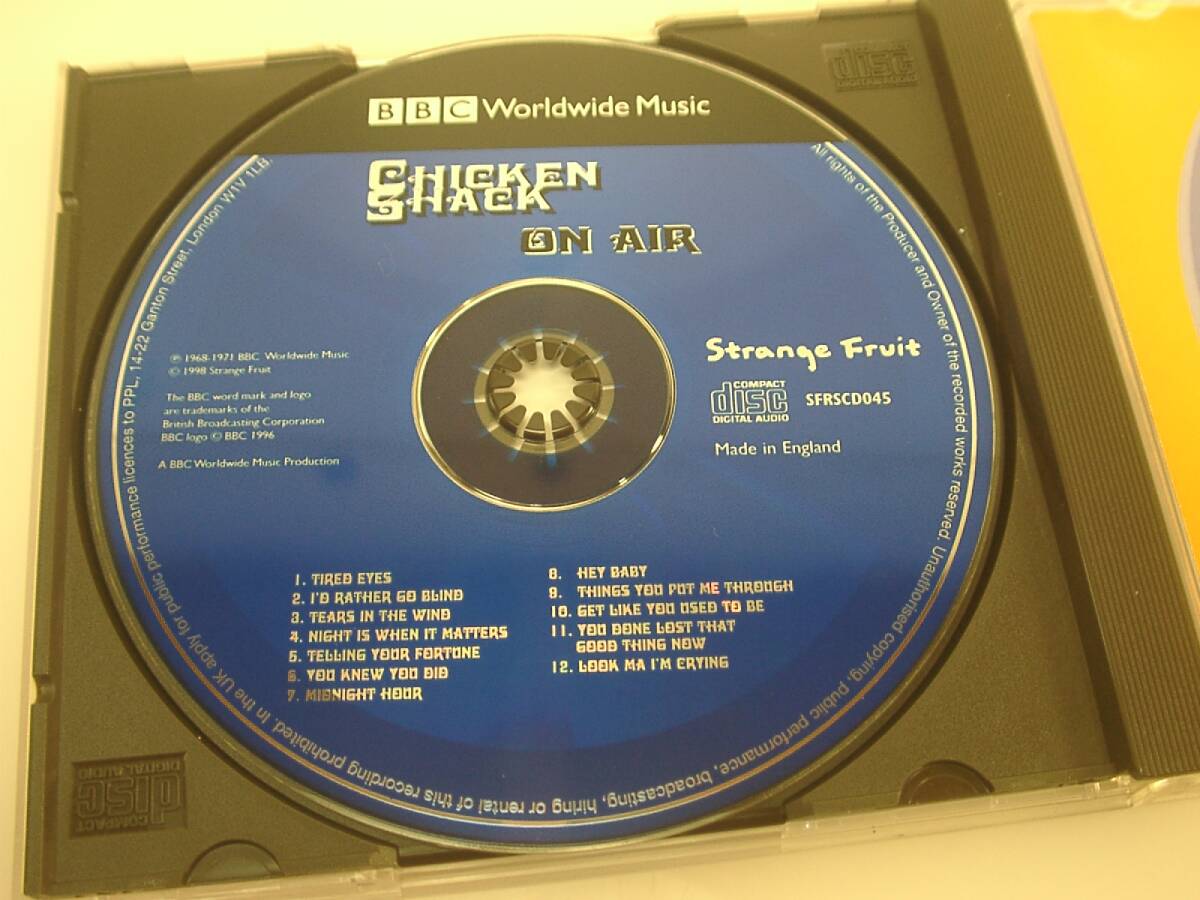 BBC Worldwide Music
CHICKEN
SHACK
ON AIR
℗ 1968-1971 BBC Worldwide Music
© 1998 Strange Fruit
The BBC word mark and logo
are trademarks of the
British Broadcasting Corporation
BBC logo © BBC 1996
A BBC Worldwide Music Production
Strange Fruit
COMPACT
disc
DIGITAL AUDIO
SFRSCD045
Made in England
1. TIRED EYES
2. I'D RATHER GO BLIND
3. TEARS IN THE WIND
4. NIGHT IS WHEN IT MATTERS
5. TELLING YOUR FORTUNE
6. YOU KNEW YOU DID
7. MIDNIGHT HOUR
8. HEY BABY
9. THINGS YOU PUT ME THROUGH
10. GET LIKE YOU USED TO BE
11. YOU DONE LOST THAT
GOOD THING NOW
12. LOOK MA I'M CRYING
All rights of the Producer and Owner of the recorded works reserved. Unauthorised copying, public performance, broadcasting, hiring or rental of this recording prohibited. In the UK apply for public performance licences to PPL, 14-22 Ganton Street, London W1V 1LB.
COMPACT
disc
DIGITAL AUDIO
disc